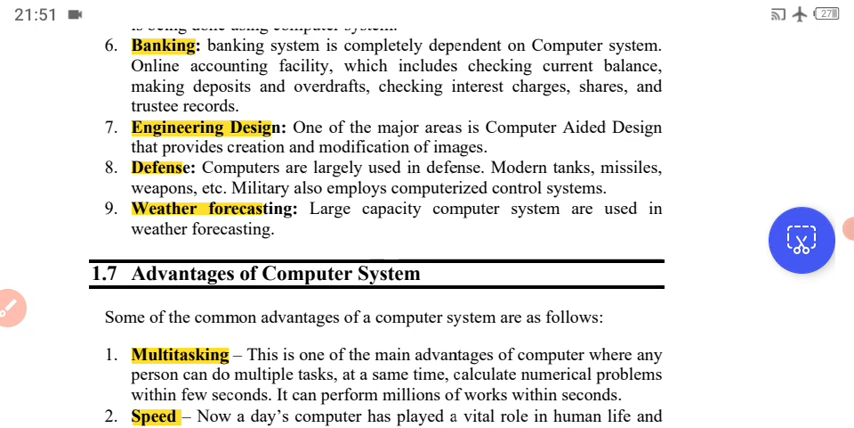 21:51
27
6. Banking: banking system is completely dependent on Computer system.
Online accounting facility, which includes checking current balance,
making deposits and overdrafts, checking interest charges, shares, and
trustee records.
7. Engineering Design: One of the major areas is Computer Aided Design
that provides creation and modification of images.
8. Defense: Computers are largely used in defense. Modern tanks, missiles,
weapons, etc. Military also employs computerized control systems.
9. Weather forecasting: Large capacity computer system are used in
weather forecasting.
1.7 Advantages of Computer System
Some of the common advantages of a computer system are as follows:
1. Multitasking – This is one of the main advantages of computer where any
person can do multiple tasks, at a same time, calculate numerical problems
within few seconds. It can perform millions of works within seconds.
2. Speed – Now a day's computer has played a vital role in human life and